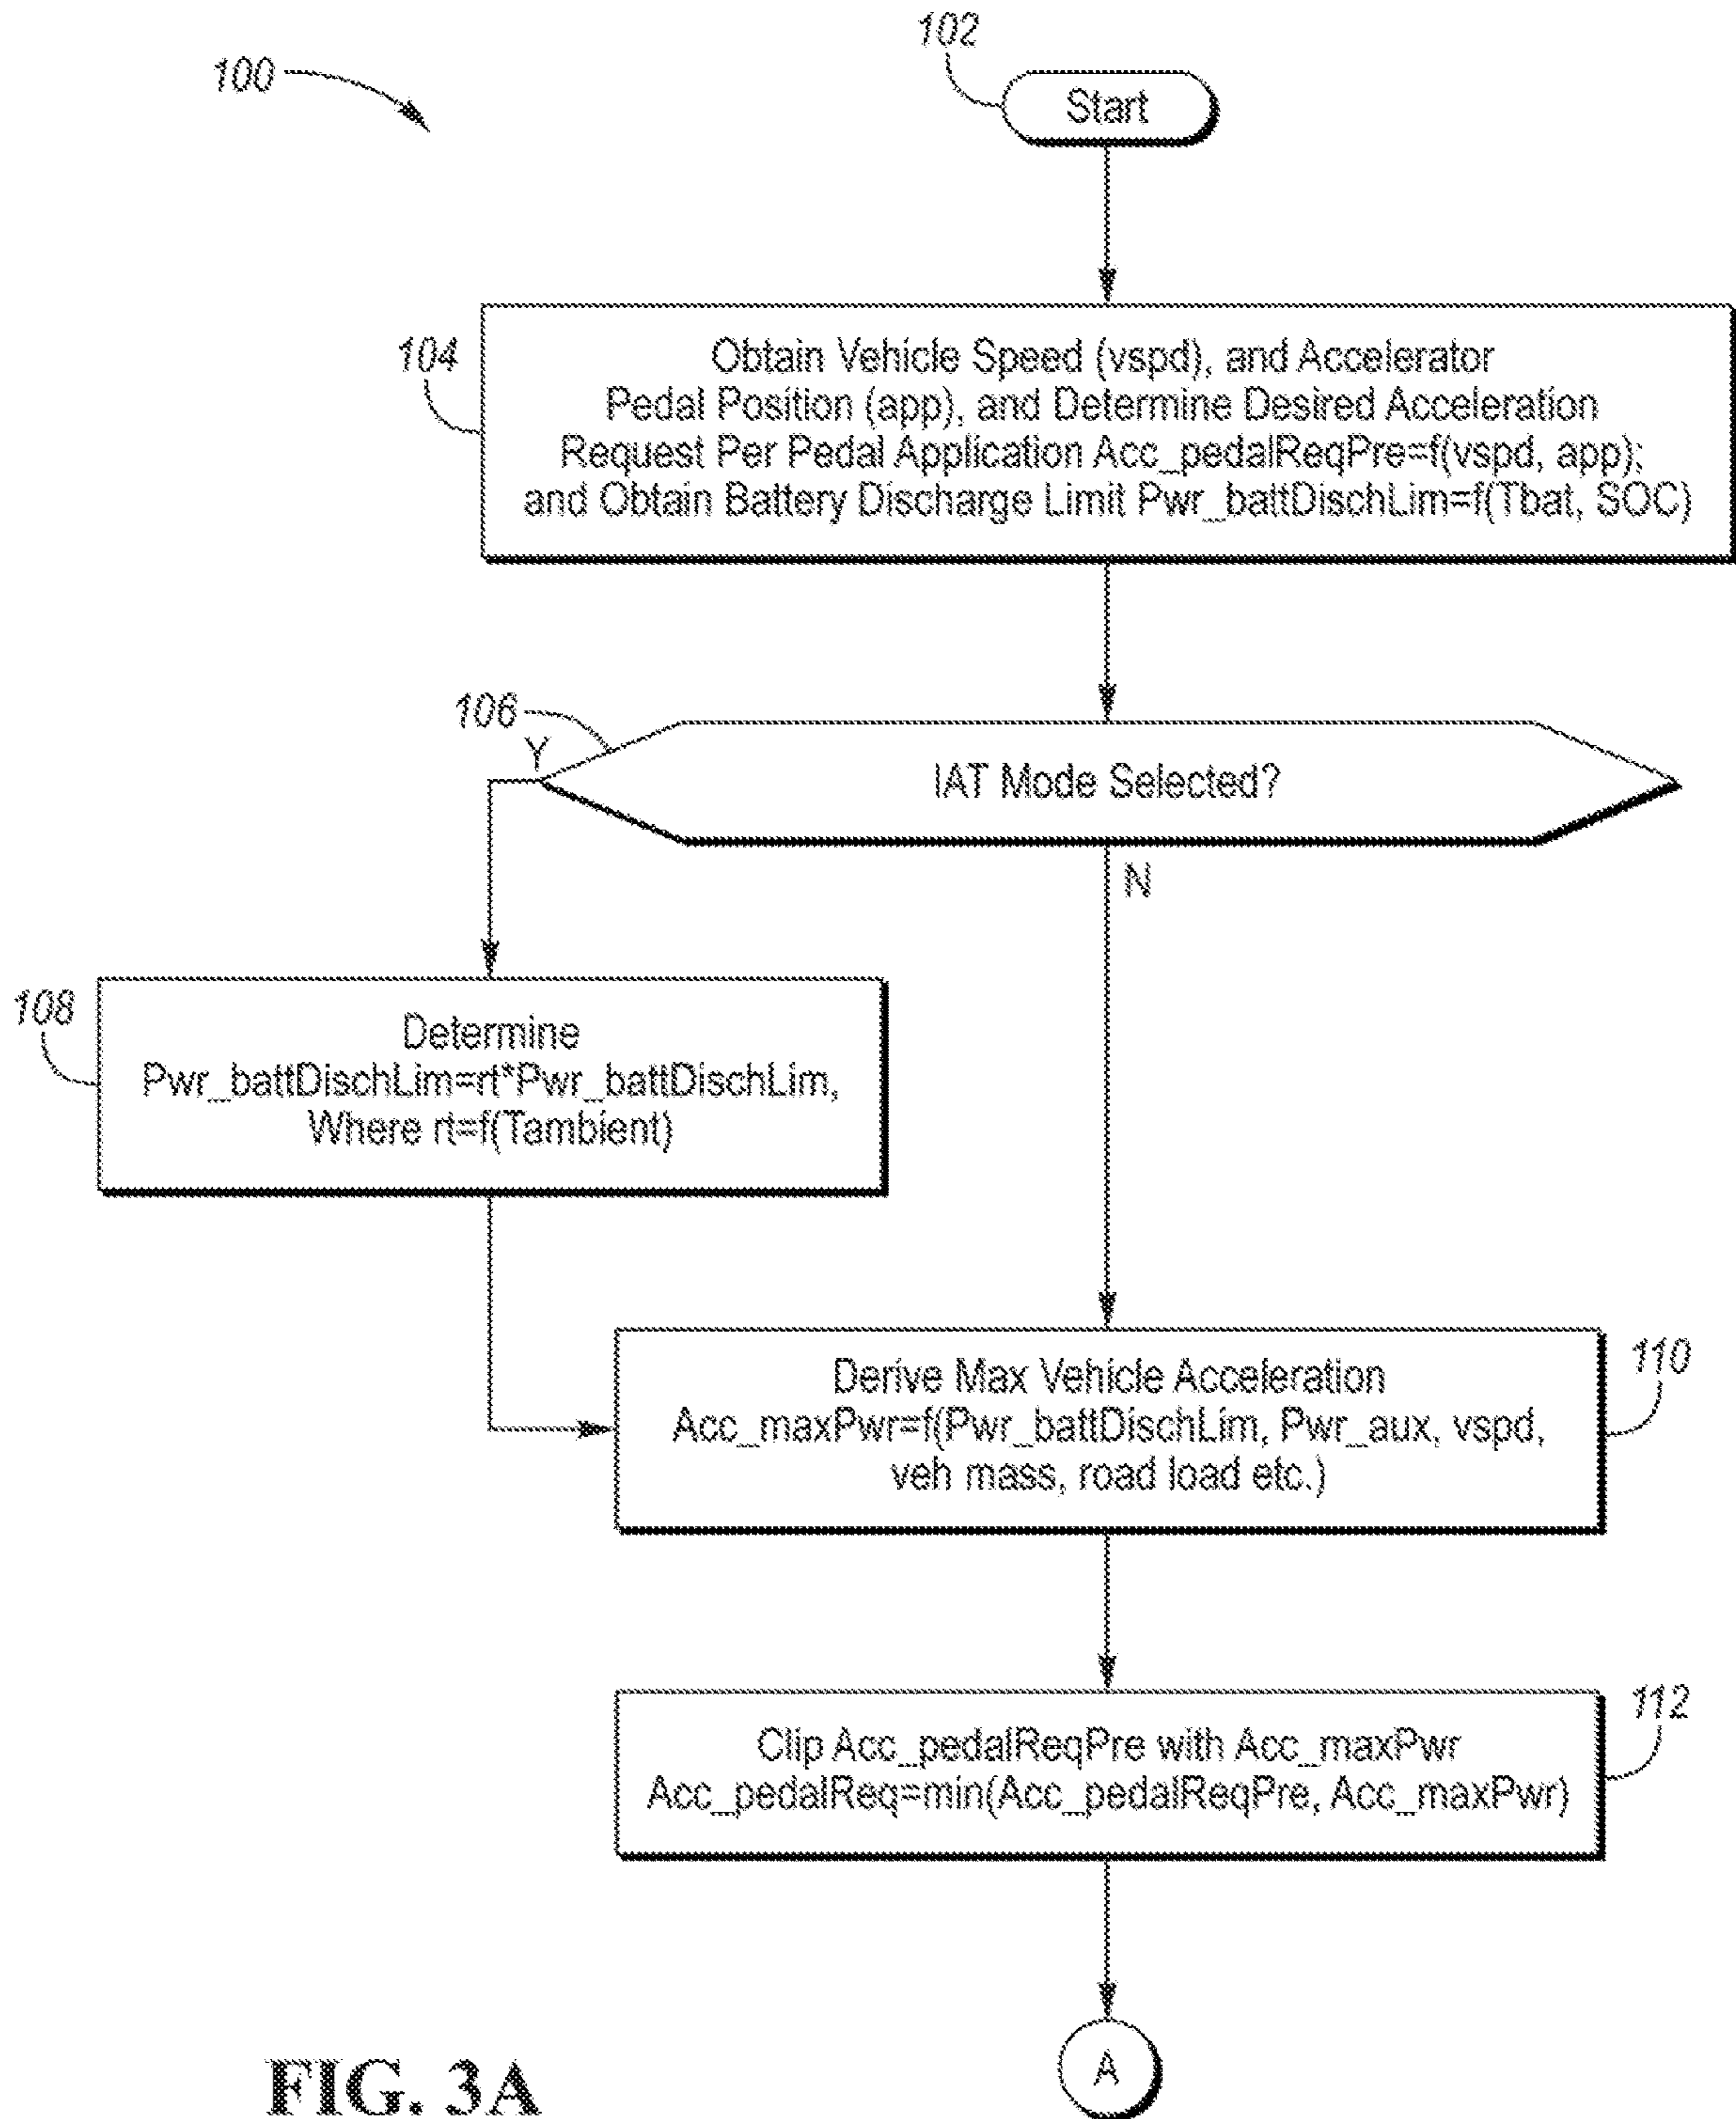 102
100
Start
104
Obtain Vehicle Speed (vspd), and Accelerator
Pedal Position (app), and Determine Desired Acceleration
Request Per Pedal Application Acc_pedalReqPre=f(vspd, app);
and Obtain Battery Discharge Limit Pwr_battDischLim=f(Tbat, SOC)
106
Y
IAT Mode Selected?
N
108
Determine
Pwr_battDischLim=rt*Pwr_battDischLim,
Where rt=f(Tambient)
110
Derive Max Vehicle Acceleration
Acc_maxPwr=f(Pwr_battDischLim, Pwr_aux, vspd,
veh mass, road load etc.)
112
Clip Acc_pedalReqPre with Acc_maxPwr
Acc_pedalReq=min(Acc_pedalReqPre, Acc_maxPwr)
A
FIG. 3A